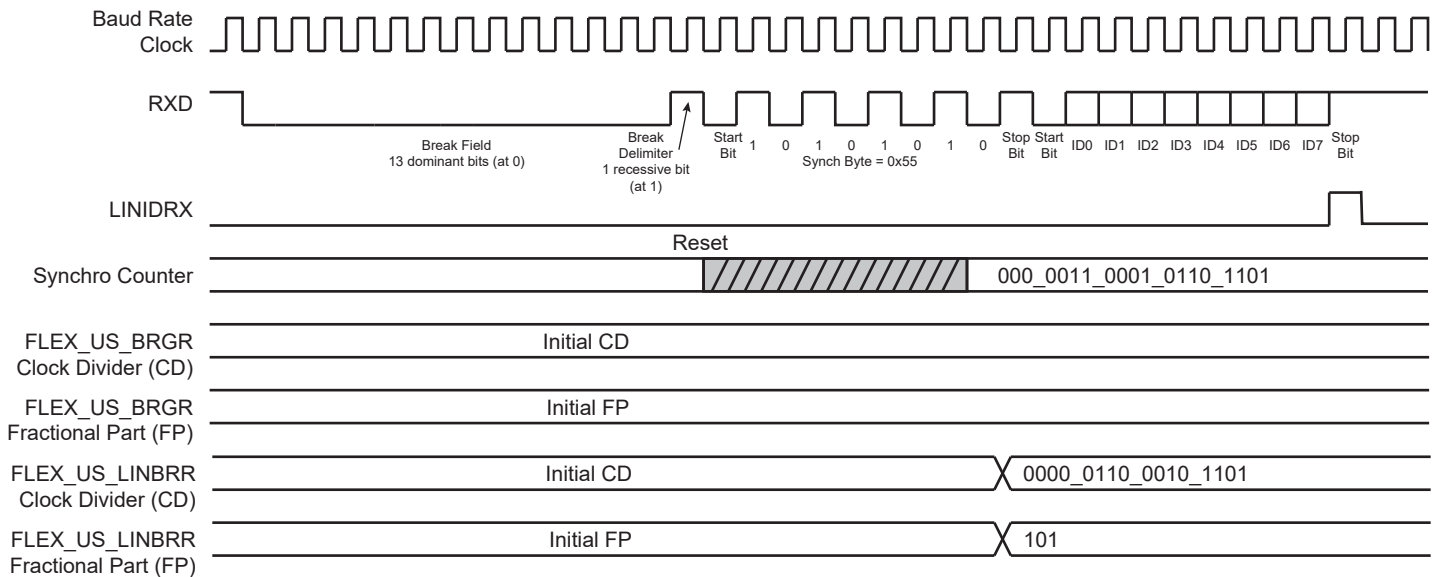 Baud Rate
Clock
RXD
Break Field
13 dominant bits (at 0)
Break
Delimiter
1 recessive bit
(at 1)
Start
Bit
1 0 1 0 1 0 1 0
Synch Byte = 0x55
Stop
Bit
Start
Bit
ID0 ID1 ID2 ID3 ID4 ID5 ID6 ID7
Stop
Bit
LINIDRX
Reset
Synchro Counter
000_0011_0001_0110_1101
FLEX_US_BRGR
Clock Divider (CD)
Initial CD
FLEX_US_BRGR
Fractional Part (FP)
Initial FP
FLEX_US_LINBRR
Clock Divider (CD)
Initial CD
0000_0110_0010_1101
FLEX_US_LINBRR
Fractional Part (FP)
Initial FP
101